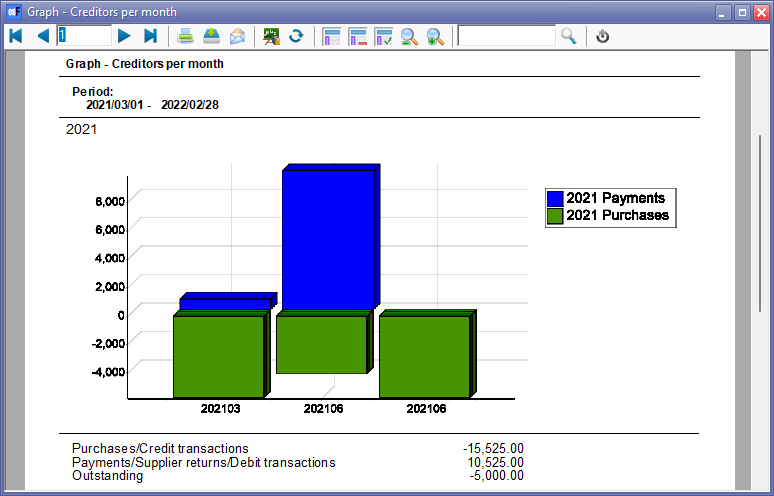 Graph - Creditors per month
1
Graph - Creditors per month
Period:
2021/03/01 - 2022/02/28
2021
2021 Payments
2021 Purchases
8,000
6,000
4,000
2,000
0
-2,000
-4,000
202103 202106 202106
Purchases/Credit transactions -15,525.00
Payments/Supplier returns/Debit transactions 10,525.00
Outstanding -5,000.00